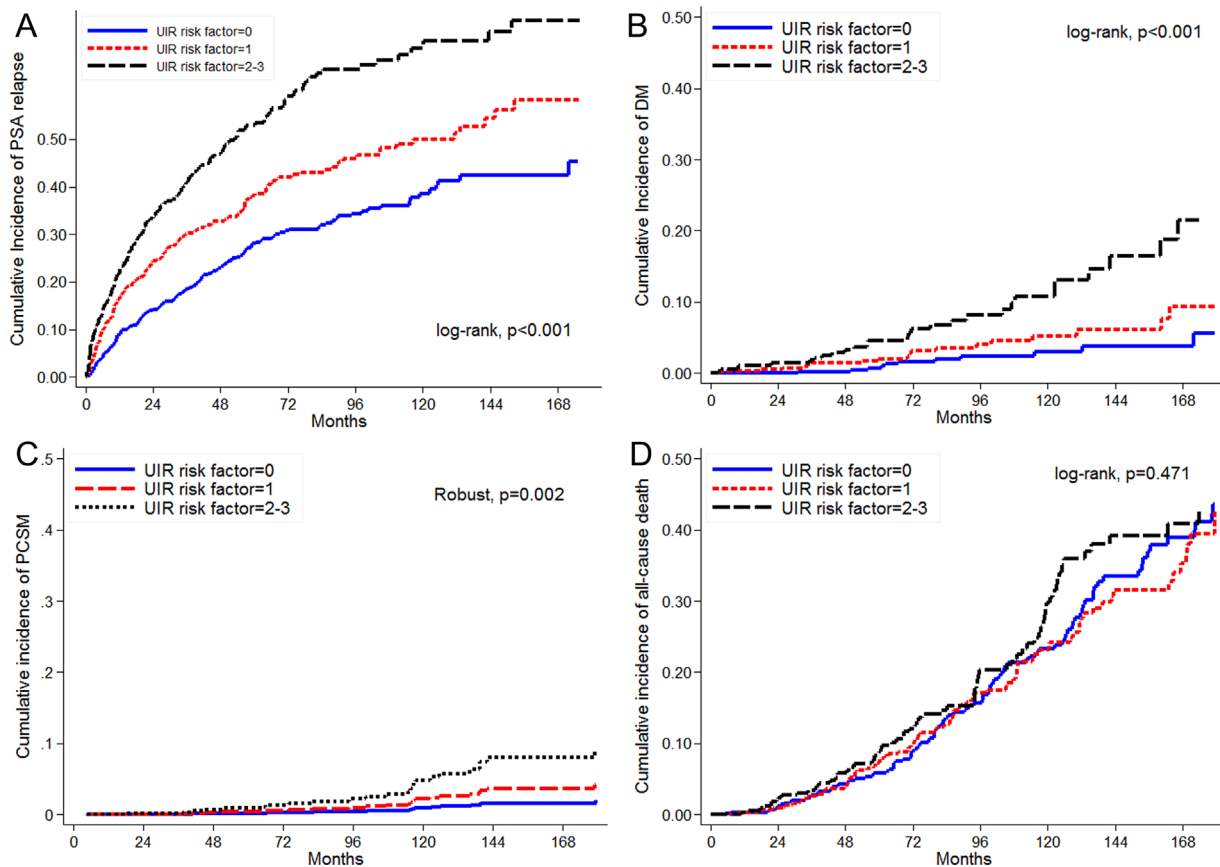 A
UIR risk factor=0
UIR risk factor=1
UIR risk factor=2-3
Cumulative Incidence of PSA relapse
0.50
0.40
0.30
0.20
0.10
0.00
log-rank, p<0.001
0 24 48 72 96 120 144 168
Months
B
UIR risk factor=0
UIR risk factor=1
UIR risk factor=2-3
log-rank, p<0.001
Cumulative Incidence of DM
0.50
0.40
0.30
0.20
0.10
0.00
0 24 48 72 96 120 144 168
Months
C
UIR risk factor=0
UIR risk factor=1
UIR risk factor=2-3
Robust, p=0.002
Cumulative incidence of PCSM
.5
.4
.3
.2
.1
0
0 24 48 72 96 120 144 168
Months
D
UIR risk factor=0
UIR risk factor=1
UIR risk factor=2-3
log-rank, p=0.471
Cumulative incidence of all-cause death
0.50
0.40
0.30
0.20
0.10
0.00
0 24 48 72 96 120 144 168
Months